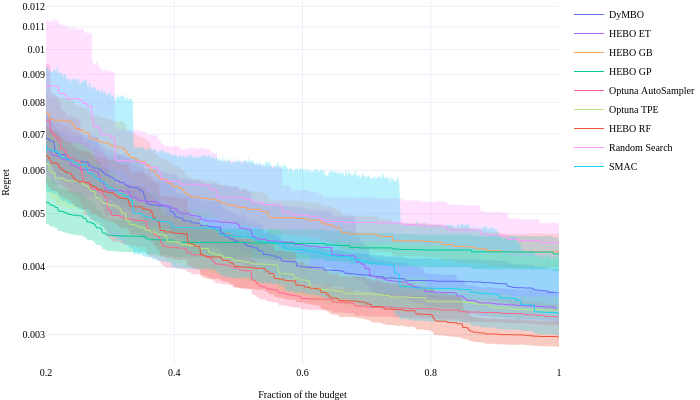 0.012
0.011
0.01
0.009
0.008
0.007
0.006
0.005
0.004
0.003
Regret
0.2
0.4
0.6
0.8
1
Fraction of the budget
DyMBO
HEBO ET
HEBO GB
HEBO GP
Optuna AutoSampler
Optuna TPE
HEBO RF
Random Search
SMAC